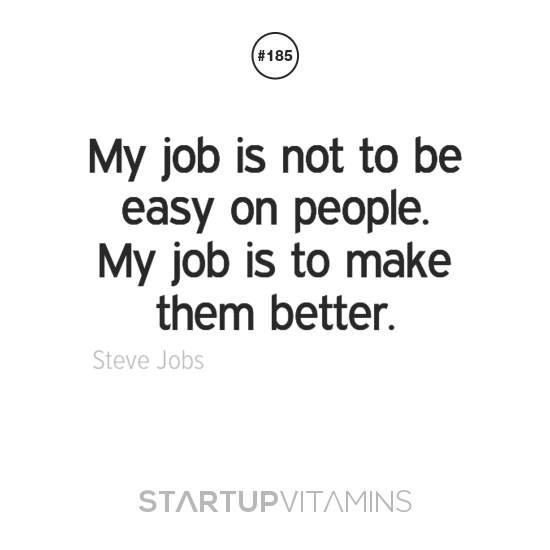 #185
My job is not to be
easy on people.
My job is to make
them better.
Steve Jobs
STARTUPVITAMINS